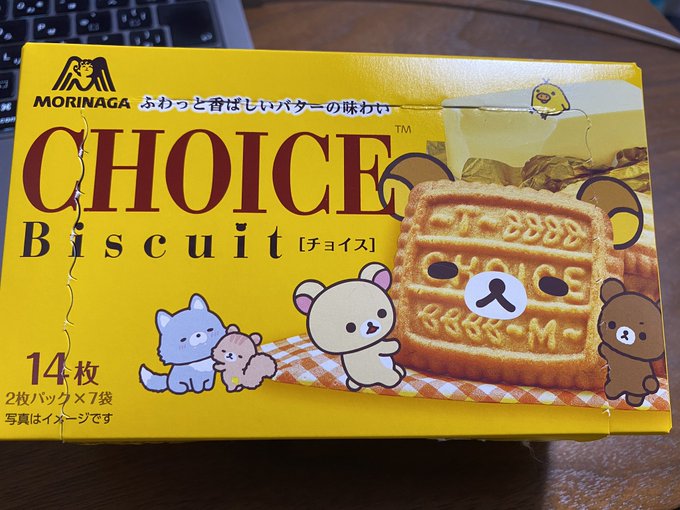 MORINAGA
ふわっと香ばしいバターの味わい
CHOICE™
Biscuit [チョイス]
-T-
CHOICE
-M-
14枚
2枚パック×7袋
写真はイメージです